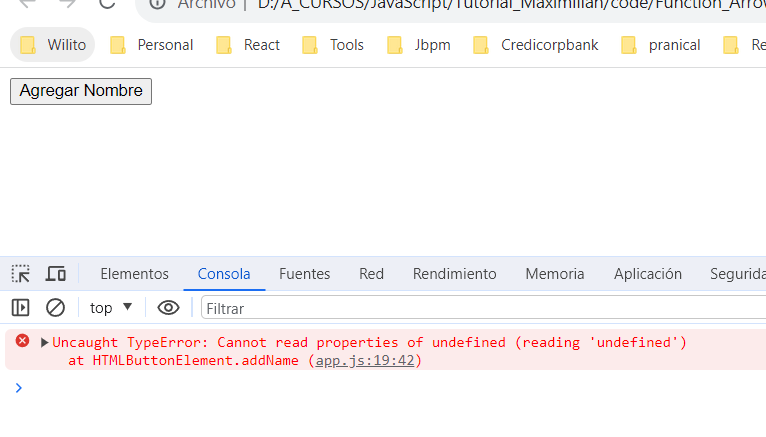 Archivo | D:/A_CURSOS/JavaScript/Tutorial_Maximilian/code/Function_Arrow
Wilito Personal React Tools Jbpm Credicorpbank pranical Re
Agregar Nombre
Elementos Consola Fuentes Red Rendimiento Memoria Aplicación Segurida
top Filtrar
Uncaught TypeError: Cannot read properties of undefined (reading 'undefined')
at HTMLButtonElement.addName (app.js:19:42)